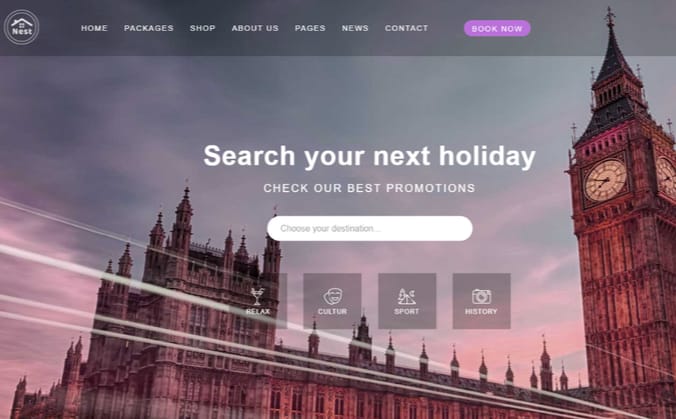 Nest
HOME PACKAGES SHOP ABOUT US PAGES NEWS CONTACT BOOK NOW
Search your next holiday
CHECK OUR BEST PROMOTIONS
Choose your destination...
RELAX CULTUR SPORT HISTORY